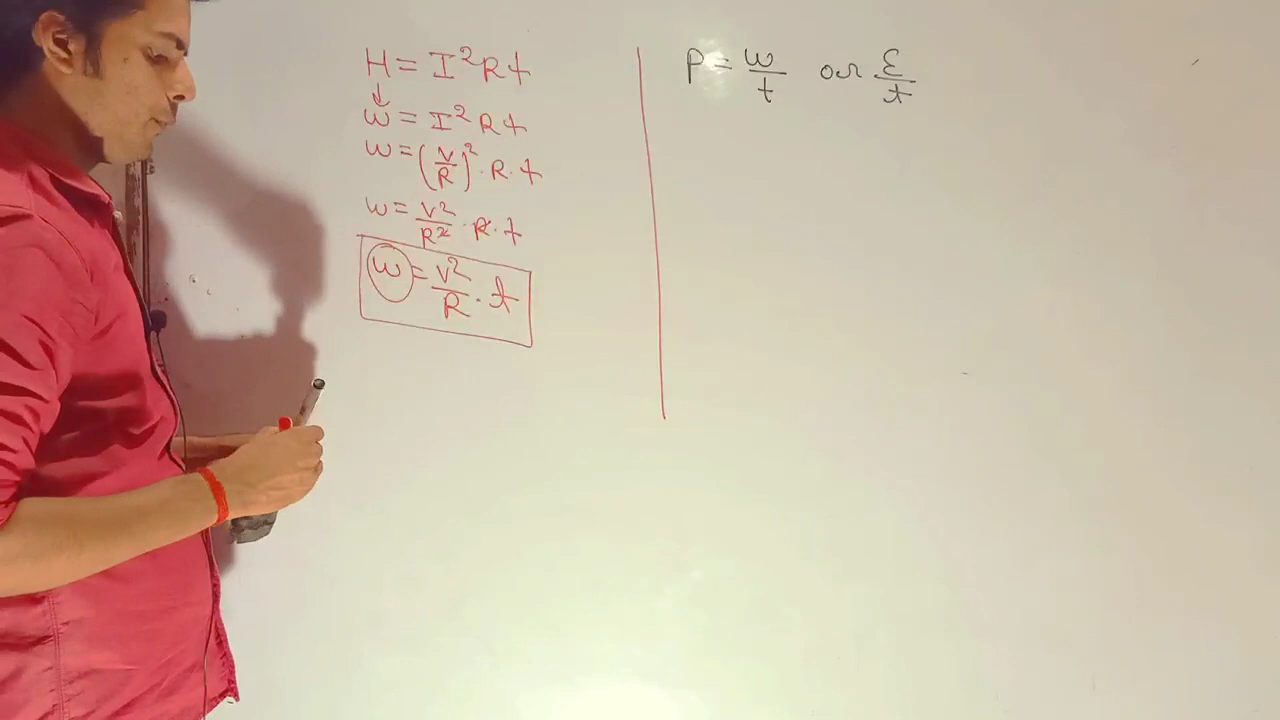 H = I²Rt
↓
W = I²Rt
W = (V/R)² · R · t
W = V²/R² · R · t
W = V²/R · t
P = W/t or E/t